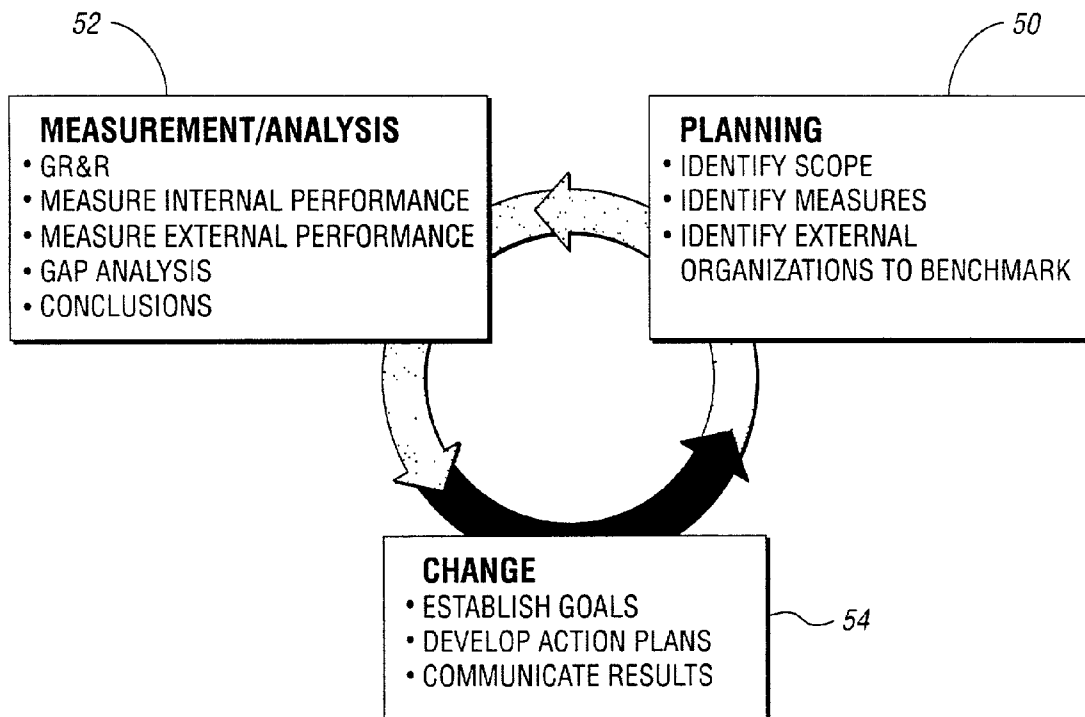 52
50
MEASUREMENT/ANALYSIS
• GR&R
• MEASURE INTERNAL PERFORMANCE
• MEASURE EXTERNAL PERFORMANCE
• GAP ANALYSIS
• CONCLUSIONS
PLANNING
• IDENTIFY SCOPE
• IDENTIFY MEASURES
• IDENTIFY EXTERNAL
ORGANIZATIONS TO BENCHMARK
CHANGE
• ESTABLISH GOALS
• DEVELOP ACTION PLANS
• COMMUNICATE RESULTS
54